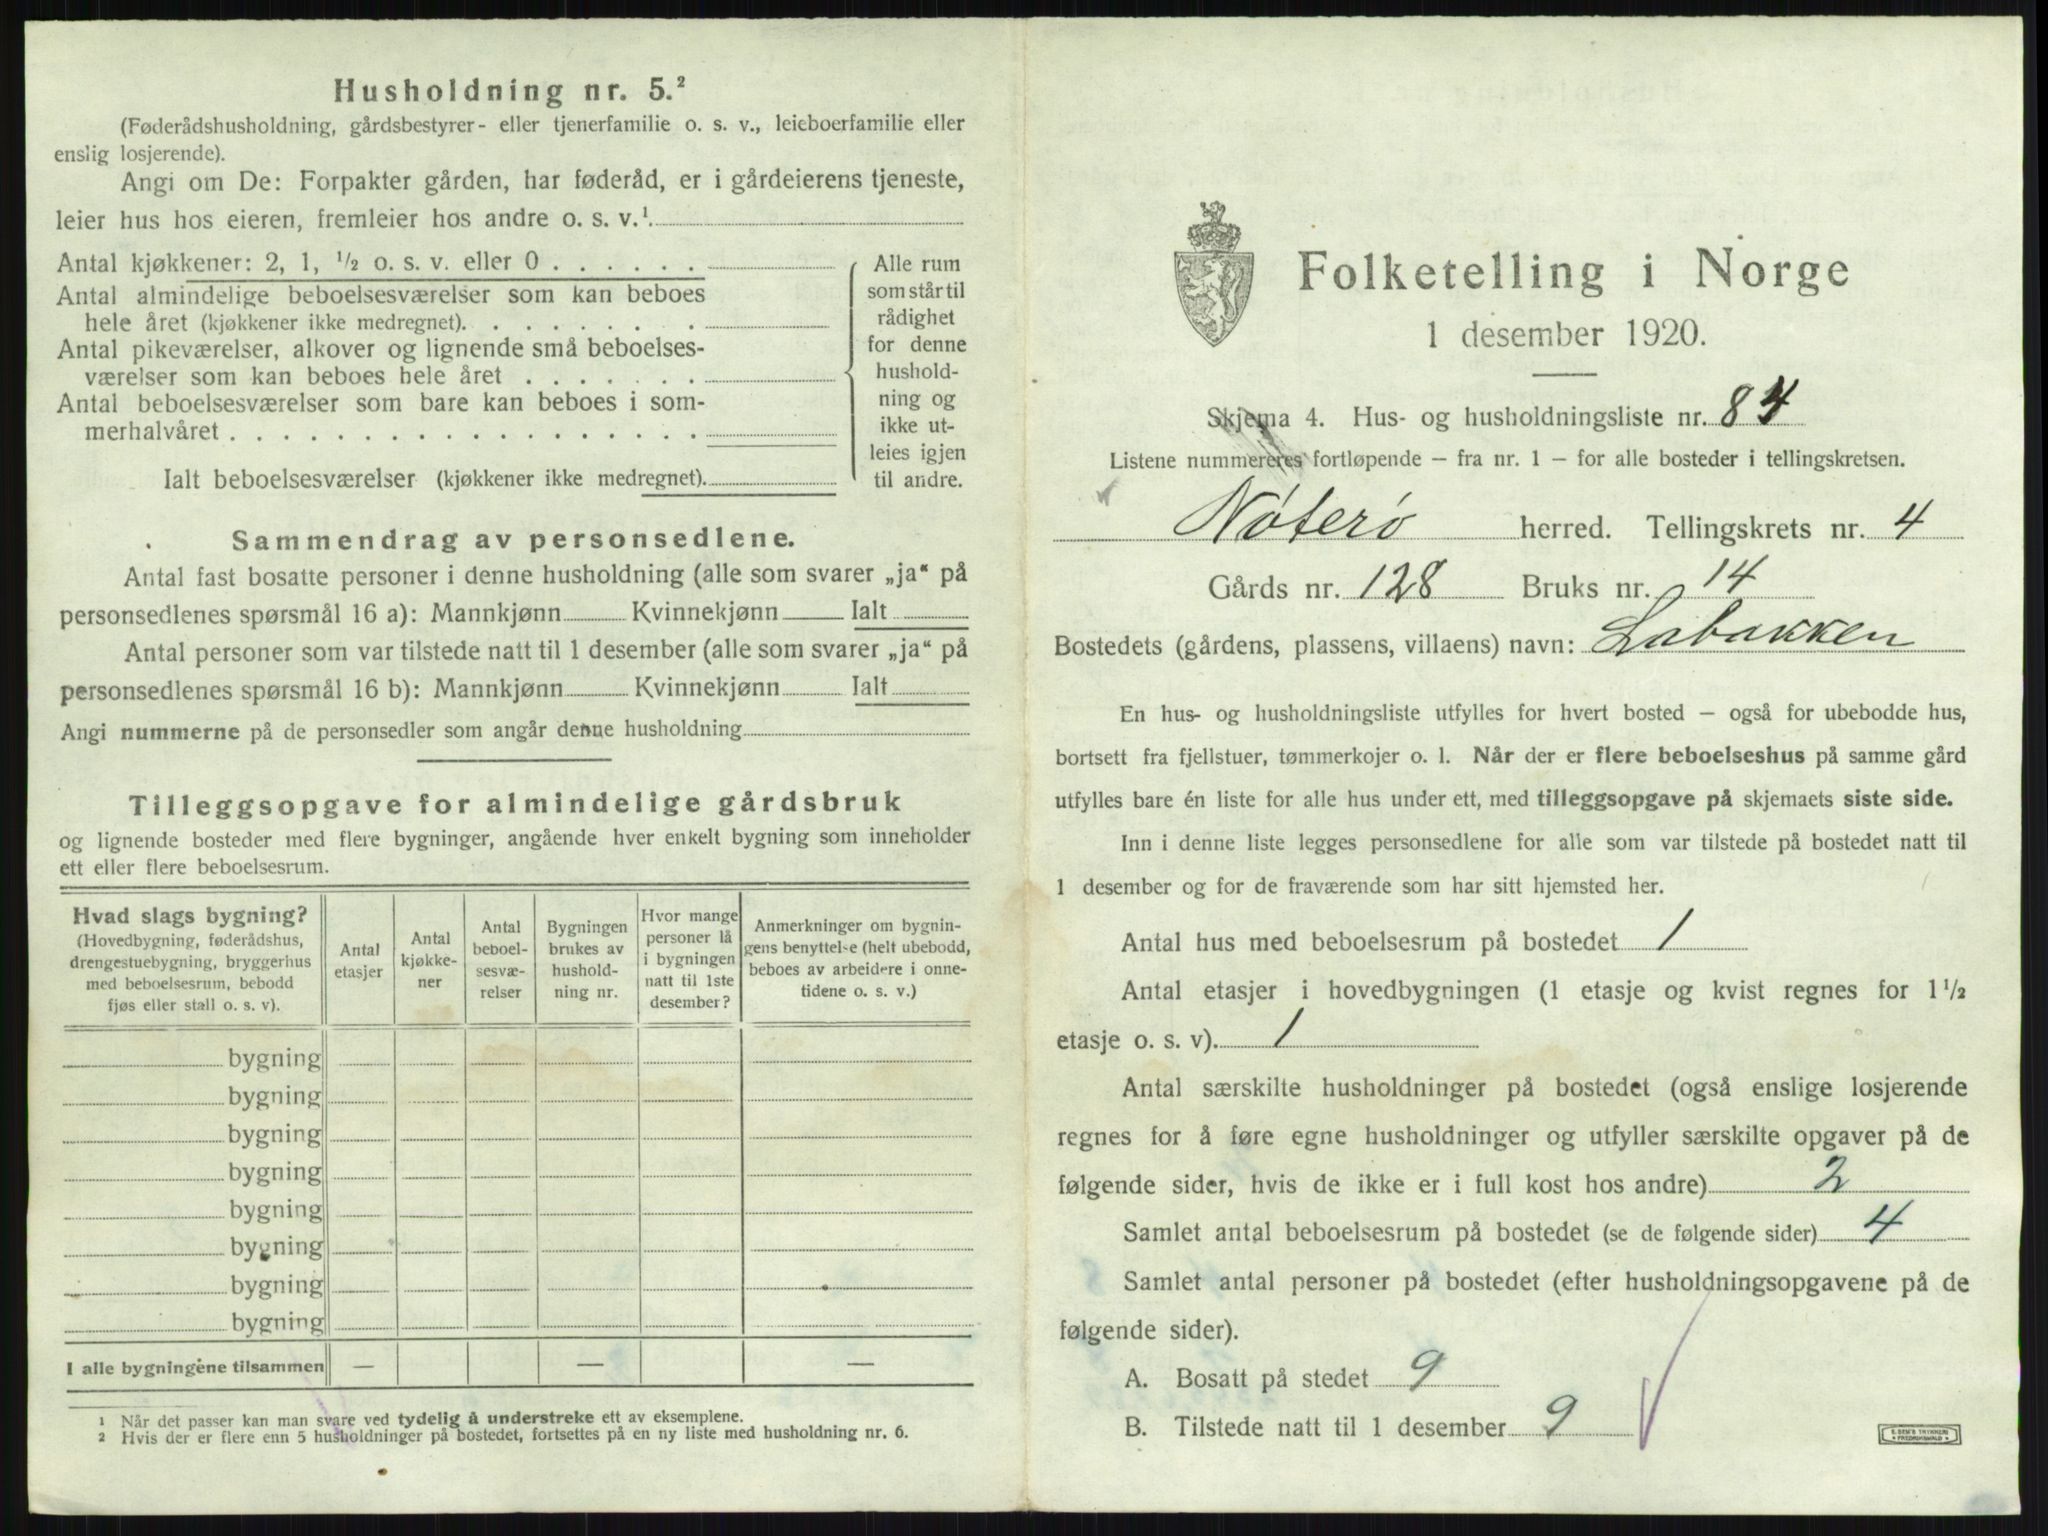 Husholdning nr. 5.²
(Føderådshusholdning, gårdsbestyrer- eller tjenerfamilie o. s. v., leieboerfamilie eller
enslig losjerende).
Angi om De: Forpakter gården, har føderåd, er i gårdeierens tjeneste,
leier hus hos eieren, fremleier hos andre o. s. v.¹
Antal kjøkkener: 2, 1, ½ o. s. v. eller 0 . . . . . .
Antal almindelige beboelsesværelser som kan beboes
hele året (kjøkkener ikke medregnet). . . . . . . .
Antal pikeværelser, alkover og lignende små beboelses-
værelser som kan beboes hele året . . . . . . .
Antal beboelsesværelser som bare kan beboes i som-
merhalvåret . . . . . . . . . . . . . . . . . .
Ialt beboelsesværelser (kjøkkener ikke medregnet).
Alle rum
som står til
rådighet
for denne
hushold-
ning og
ikke ut-
leies igjen
til andre.
Sammendrag av personsedlene.
Antal fast bosatte personer i denne husholdning (alle som svarer „ja“ på
personsedlenes spørsmål 16 a): Mannkjønn Kvinnekjønn Ialt
Antal personer som var tilstede natt til 1 desember (alle som svarer „ja“ på
personsedlenes spørsmål 16 b): Mannkjønn Kvinnekjønn Ialt
Angi nummerne på de personsedler som angår denne husholdning
Tilleggsopgave for almindelige gårdsbruk
og lignende bosteder med flere bygninger, angående hver enkelt bygning som inneholder
ett eller flere beboelsesrum.
Hvad slags bygning?
(Hovedbygning, føderådshus,
drengestuebygning, bryggerhus
med beboelsesrum, bebodd
fjøs eller stall o. s. v).
Antal
etasjer
Antal
kjøkke-
ner
Antal
beboel-
sesvæ-
relser
Bygningen
brukes av
hushold-
ning nr.
Hvor mange
personer lå
i bygningen
natt til 1ste
desember?
Anmerkninger om bygnin-
gens benyttelse (helt ubebodd,
beboes av arbeidere i onne-
tidene o. s. v.)
bygning
bygning
bygning
bygning
bygning
bygning
bygning
bygning
I alle bygningene tilsammen — — —
¹ Når det passer kan man svare ved tydelig å understreke ett av eksemplene.
² Hvis der er flere enn 5 husholdninger på bostedet, fortsettes på en ny liste med husholdning nr. 6.
Folketelling i Norge
1 desember 1920.
Skjema 4. Hus- og husholdningsliste nr. 84
Listene nummereres fortløpende – fra nr. 1 – for alle bosteder i tellingskretsen.
Nøterø herred. Tellingskrets nr. 4
Gårds nr. 128 Bruks nr. 14
Bostedets (gårdens, plassens, villaens) navn: Labakken
En hus- og husholdningsliste utfylles for hvert bosted – også for ubebodde hus,
bortsett fra fjellstuer, tømmerkojer o. l. Når der er flere beboelseshus på samme gård
utfylles bare én liste for alle hus under ett, med tilleggsopgave på skjemaets siste side.
Inn i denne liste legges personsedlene for alle som var tilstede på bostedet natt til
1 desember og for de fraværende som har sitt hjemsted her.
Antal hus med beboelsesrum på bostedet 1
Antal etasjer i hovedbygningen (1 etasje og kvist regnes for 1 ½
etasje o. s. v). 1
Antal særskilte husholdninger på bostedet (også enslige losjerende
regnes for å føre egne husholdninger og utfyller særskilte opgaver på de
følgende sider, hvis de ikke er i full kost hos andre) 2
Samlet antal beboelsesrum på bostedet (se de følgende sider) 4
Samlet antal personer på bostedet (efter husholdningsopgavene på de
følgende sider).
A. Bosatt på stedet 9
B. Tilstede natt til 1 desember 9